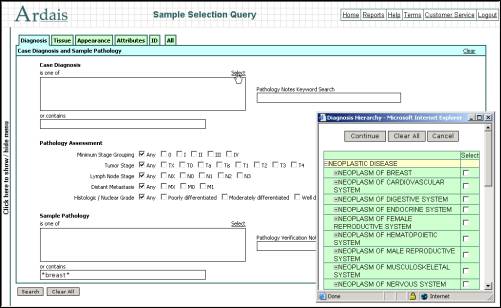 Ardais
Sample Selection Query
Home Reports Help Terms Customer Service Logout
Click here to show / hide menu
Diagnosis Tissue Appearance Attributes ID All
Case Diagnosis and Sample Pathology Clear
Case Diagnosis
is one of Select
Pathology Notes Keyword Search
or contains
Pathology Assessment
Minimum Stage Grouping Any 0 I II III IV
Tumor Stage Any TX T0 Ta Tis T1 T2 T3 T4
Lymph Node Stage Any NX N0 N1 N2 N3
Distant Metastasis Any MX M0 M1
Histologic / Nuclear Grade Any Poorly differentiated Moderately differentiated Well d
Sample Pathology
is one of Select
Pathology Verification Not
or contains
*breast*
Search Clear All
Diagnosis Hierarchy - Microsoft Internet Explorer
Continue Clear All Cancel
Select
NEOPLASTIC DISEASE
NEOPLASM OF BREAST
NEOPLASM OF CARDIOVASCULAR
SYSTEM
NEOPLASM OF DIGESTIVE SYSTEM
NEOPLASM OF ENDOCRINE SYSTEM
NEOPLASM OF FEMALE
REPRODUCTIVE SYSTEM
NEOPLASM OF HEMATOPOIETIC
SYSTEM
NEOPLASM OF MALE REPRODUCTIVE
SYSTEM
NEOPLASM OF MUSCULOSKELETAL
SYSTEM
NEOPLASM OF NERVOUS SYSTEM
Done Internet